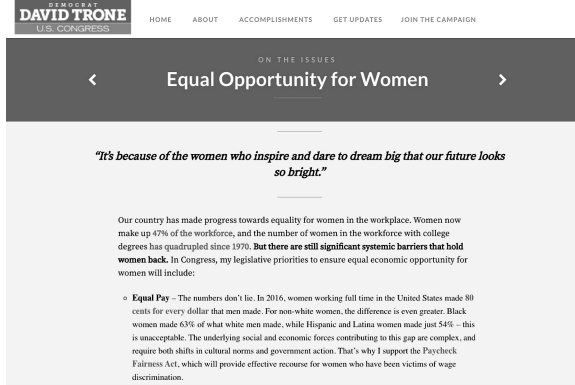 DEMOCRAT
DAVID TRONE
U.S. CONGRESS
HOME ABOUT ACCOMPLISHMENTS GET UPDATES JOIN THE CAMPAIGN
ON THE ISSUES
Equal Opportunity for Women
“It’s because of the women who inspire and dare to dream big that our future looks
so bright.”
Our country has made progress towards equality for women in the workplace. Women now
make up 47% of the workforce, and the number of women in the workforce with college
degrees has quadrupled since 1970. But there are still significant systemic barriers that hold
women back. In Congress, my legislative priorities to ensure equal economic opportunity for
women will include:
Equal Pay – The numbers don’t lie. In 2016, women working full time in the United States made 80
cents for every dollar that men made. For non-white women, the difference is even greater. Black
women made 63% of what white men made, while Hispanic and Latina women made just 54% – this
is unacceptable. The underlying social and economic forces contributing to this gap are complex, and
require both shifts in cultural norms and government action. That’s why I support the Paycheck
Fairness Act, which will provide effective recourse for women who have been victims of wage
discrimination.